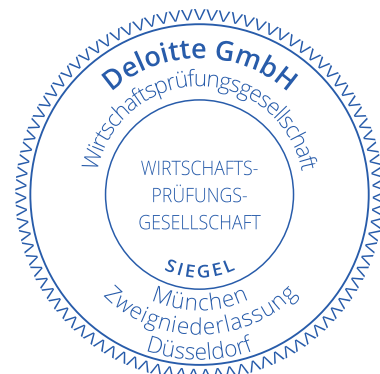 Deloitte GmbH
Wirtschaftsprüfungsgesellschaft
WIRTSCHAFTS-
PRÜFUNGS-
GESELLSCHAFT
SIEGEL
München
Zweigniederlassung
Düsseldorf